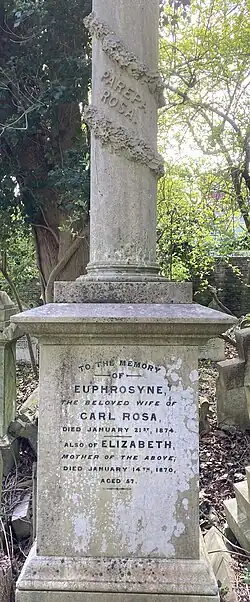 PAREPA
ROSA.
TO THE MEMORY
OF
EUPHROSYNE,
THE BELOVED WIFE OF
CARL ROSA,
DIED JANUARY 21ST, 1874.
ALSO OF ELIZABETH,
MOTHER OF THE ABOVE,
DIED JANUARY 14TH, 1870,
AGED 57.